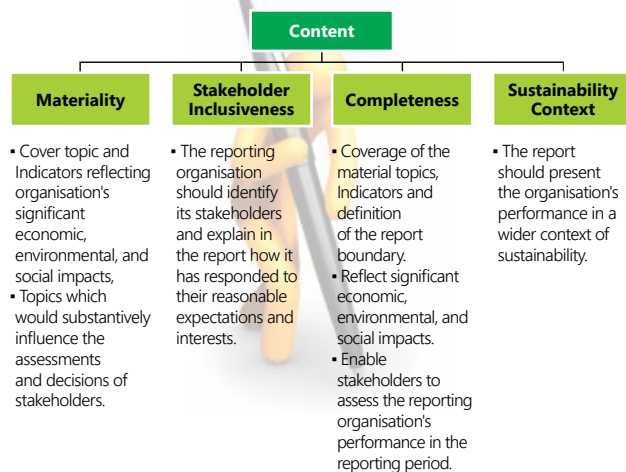 Content
Materiality
▪ Cover topic and
Indicators reflecting
organisation's
significant
economic,
environmental, and
social impacts,
▪ Topics which
would substantively
influence the
assessments
and decisions of
stakeholders.
Stakeholder
Inclusiveness
▪ The reporting
organisation
should identify
its stakeholders
and explain in
the report how it
has responded to
their reasonable
expectations and
interests.
Completeness
▪ Coverage of the
material topics,
Indicators and
definition
of the report
boundary.
▪ Reflect significant
economic,
environmental, and
social impacts.
▪ Enable
stakeholders to
assess the reporting
organisation's
performance in the
reporting period.
Sustainability
Context
▪ The report
should present
the organisation's
performance in a
wider context of
sustainability.